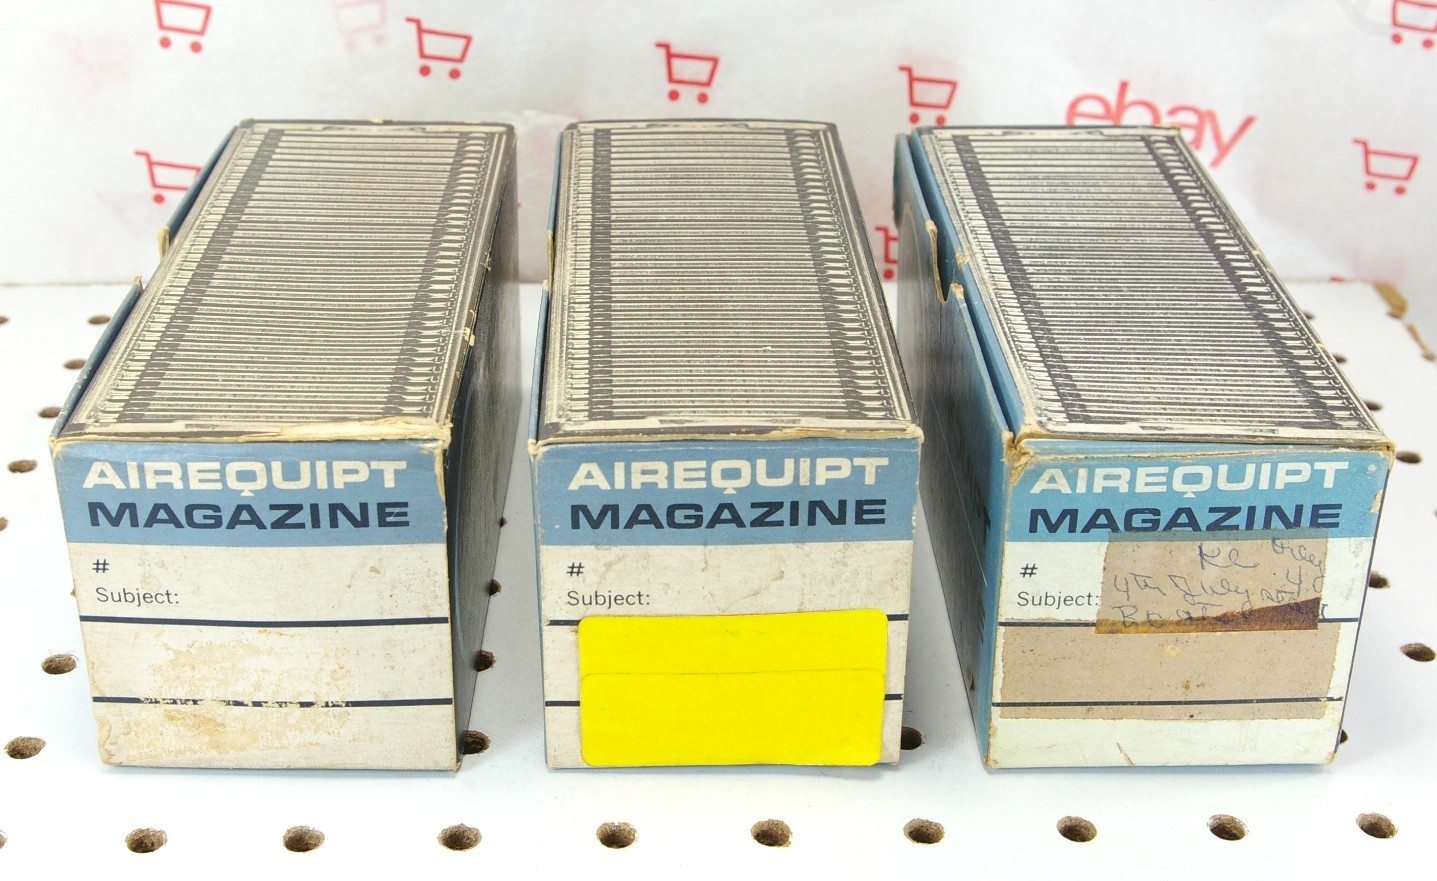 ebay
AIREQUIPT
MAGAZINE
#
Subject:
AIREQUIPT
MAGAZINE
#
Subject:
AIREQUIPT
MAGAZINE
#
Subject:
4th July